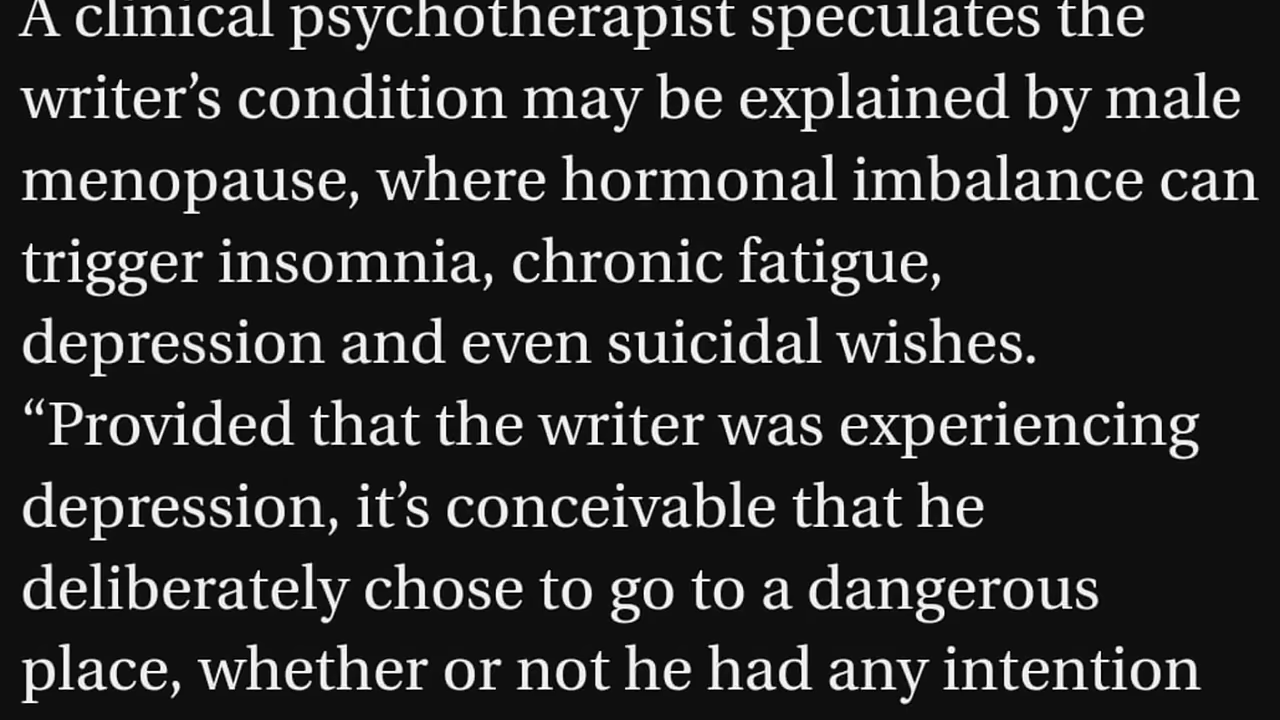 A clinical psychotherapist speculates the
writer’s condition may be explained by male
menopause, where hormonal imbalance can
trigger insomnia, chronic fatigue,
depression and even suicidal wishes.
“Provided that the writer was experiencing
depression, it’s conceivable that he
deliberately chose to go to a dangerous
place, whether or not he had any intention